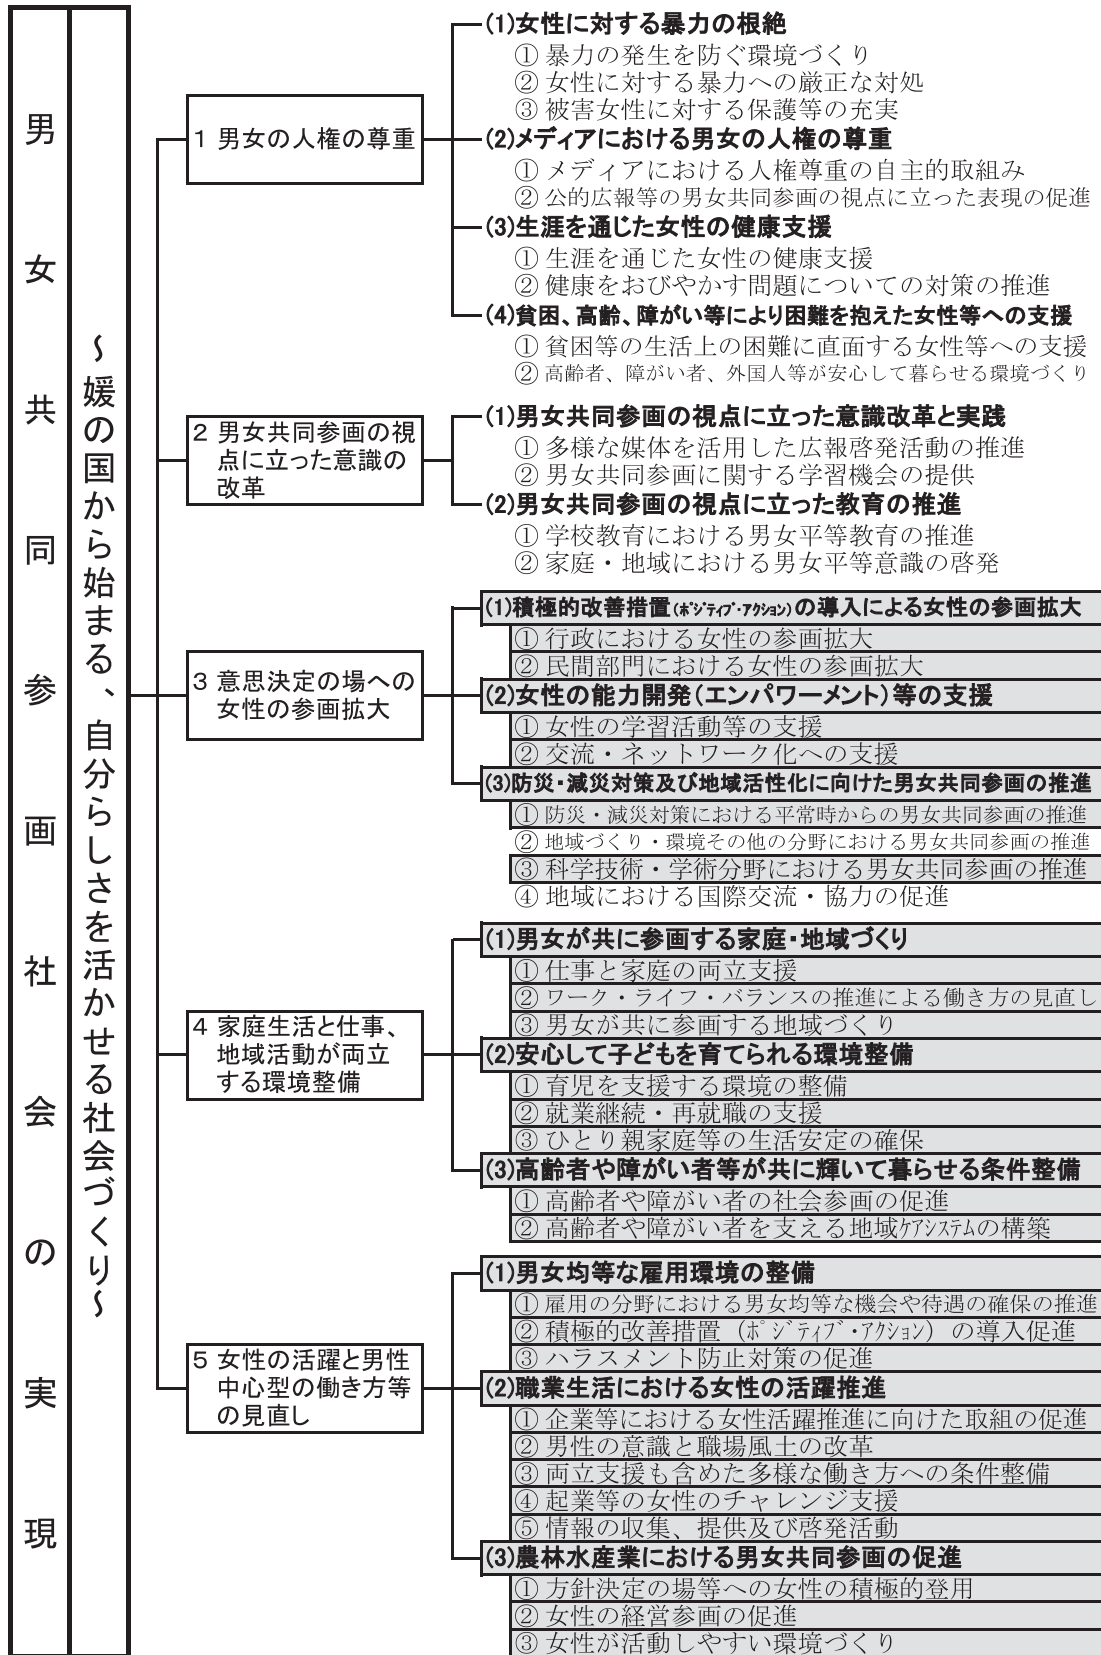 男女共同参画社会の実現
～媛の国から始まる、自分らしさを活かせる社会づくり～
1 男女の人権の尊重
(1)女性に対する暴力の根絶
① 暴力の発生を防ぐ環境づくり
② 女性に対する暴力への厳正な対処
③ 被害女性に対する保護等の充実
(2)メディアにおける男女の人権の尊重
① メディアにおける人権尊重の自主的取組み
② 公的広報等の男女共同参画の視点に立った表現の促進
(3)生涯を通じた女性の健康支援
① 生涯を通じた女性の健康支援
② 健康をおびやかす問題についての対策の推進
(4)貧困、高齢、障がい等により困難を抱えた女性等への支援
① 貧困等の生活上の困難に直面する女性等への支援
② 高齢者、障がい者、外国人等が安心して暮らせる環境づくり
2 男女共同参画の視
点に立った意識の
改革
(1)男女共同参画の視点に立った意識改革と実践
① 多様な媒体を活用した広報啓発活動の推進
② 男女共同参画に関する学習機会の提供
(2)男女共同参画の視点に立った教育の推進
① 学校教育における男女平等教育の推進
② 家庭・地域における男女平等意識の啓発
3 意思決定の場への
女性の参画拡大
(1)積極的改善措置(ﾎﾟｼﾞﾃｨﾌﾞ･ｱｸｼｮﾝ)の導入による女性の参画拡大
① 行政における女性の参画拡大
② 民間部門における女性の参画拡大
(2)女性の能力開発(エンパワーメント)等の支援
① 女性の学習活動等の支援
② 交流・ネットワーク化への支援
(3)防災・減災対策及び地域活性化に向けた男女共同参画の推進
① 防災・減災対策における平常時からの男女共同参画の推進
② 地域づくり・環境その他の分野における男女共同参画の推進
③ 科学技術・学術分野における男女共同参画の推進
④ 地域における国際交流・協力の促進
4 家庭生活と仕事、
地域活動が両立
する環境整備
(1)男女が共に参画する家庭・地域づくり
① 仕事と家庭の両立支援
② ワーク・ライフ・バランスの推進による働き方の見直し
③ 男女が共に参画する地域づくり
(2)安心して子どもを育てられる環境整備
① 育児を支援する環境の整備
② 就業継続・再就職の支援
③ ひとり親家庭等の生活安定の確保
(3)高齢者や障がい者等が共に輝いて暮らせる条件整備
① 高齢者や障がい者の社会参画の促進
② 高齢者や障がい者を支える地域ｹｱｼｽﾃﾑの構築
5 女性の活躍と男性
中心型の働き方等
の見直し
(1)男女均等な雇用環境の整備
① 雇用の分野における男女均等な機会や待遇の確保の推進
② 積極的改善措置（ﾎﾟｼﾞﾃｨﾌﾞ･ｱｸｼｮﾝ）の導入促進
③ ハラスメント防止対策の促進
(2)職業生活における女性の活躍推進
① 企業等における女性活躍推進に向けた取組の促進
② 男性の意識と職場風土の改革
③ 両立支援も含めた多様な働き方への条件整備
④ 起業等の女性のチャレンジ支援
⑤ 情報の収集、提供及び啓発活動
(3)農林水産業における男女共同参画の促進
① 方針決定の場等への女性の積極的登用
② 女性の経営参画の促進
③ 女性が活動しやすい環境づくり